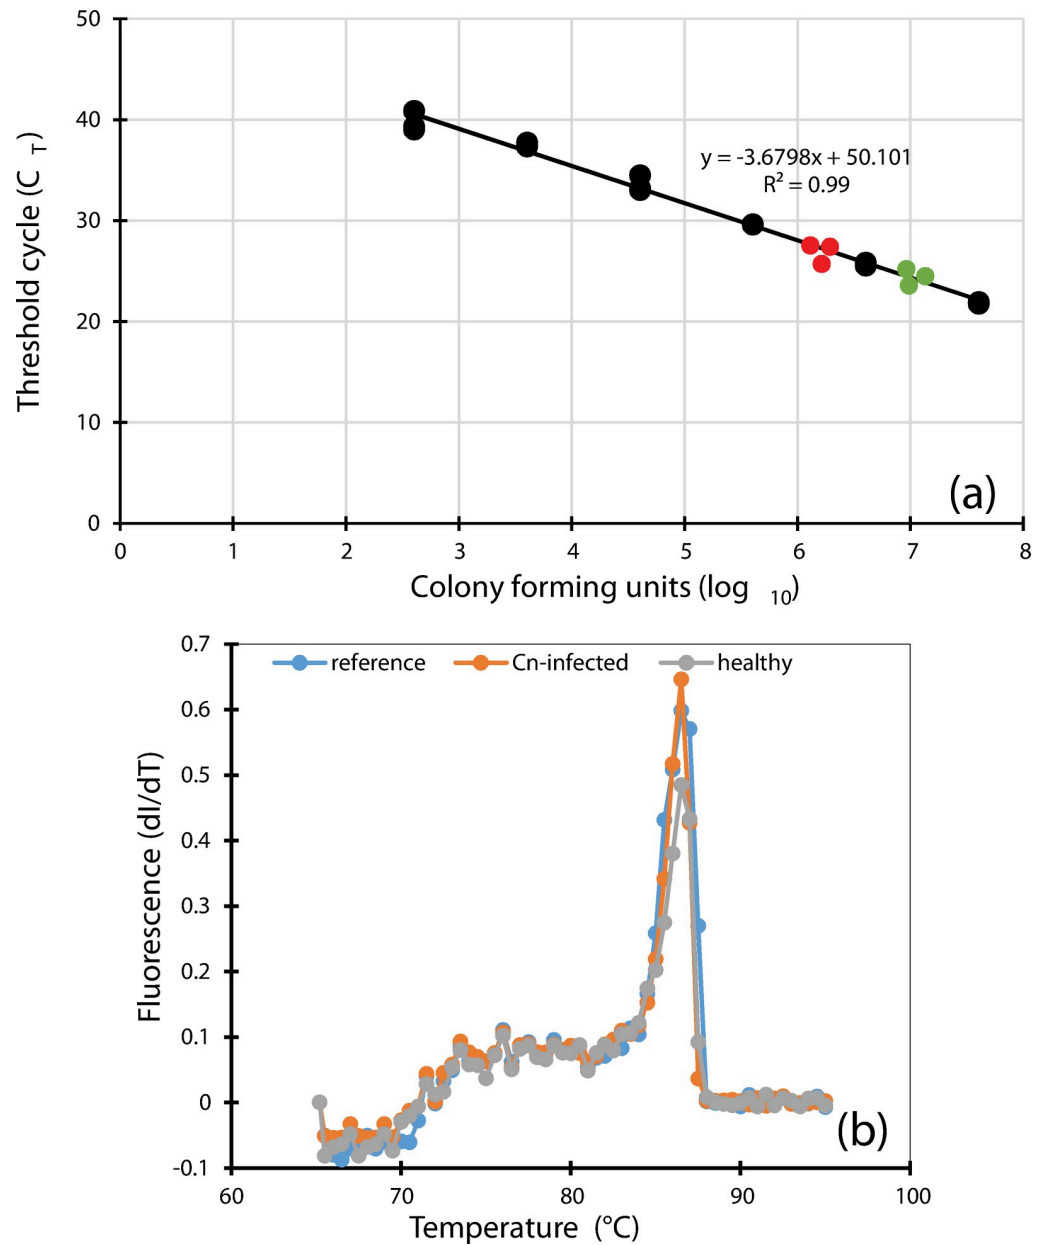 50
40
30
20
10
0
Threshold cycle (C T)
y = -3.6798x + 50.101
R² = 0.99
(a)
0 1 2 3 4 5 6 7 8
Colony forming units (log 10)
0.7
0.6
0.5
0.4
0.3
0.2
0.1
0
-0.1
Fluorescence (dI/dT)
reference Cn-infected healthy
(b)
60 70 80 90 100
Temperature (°C)